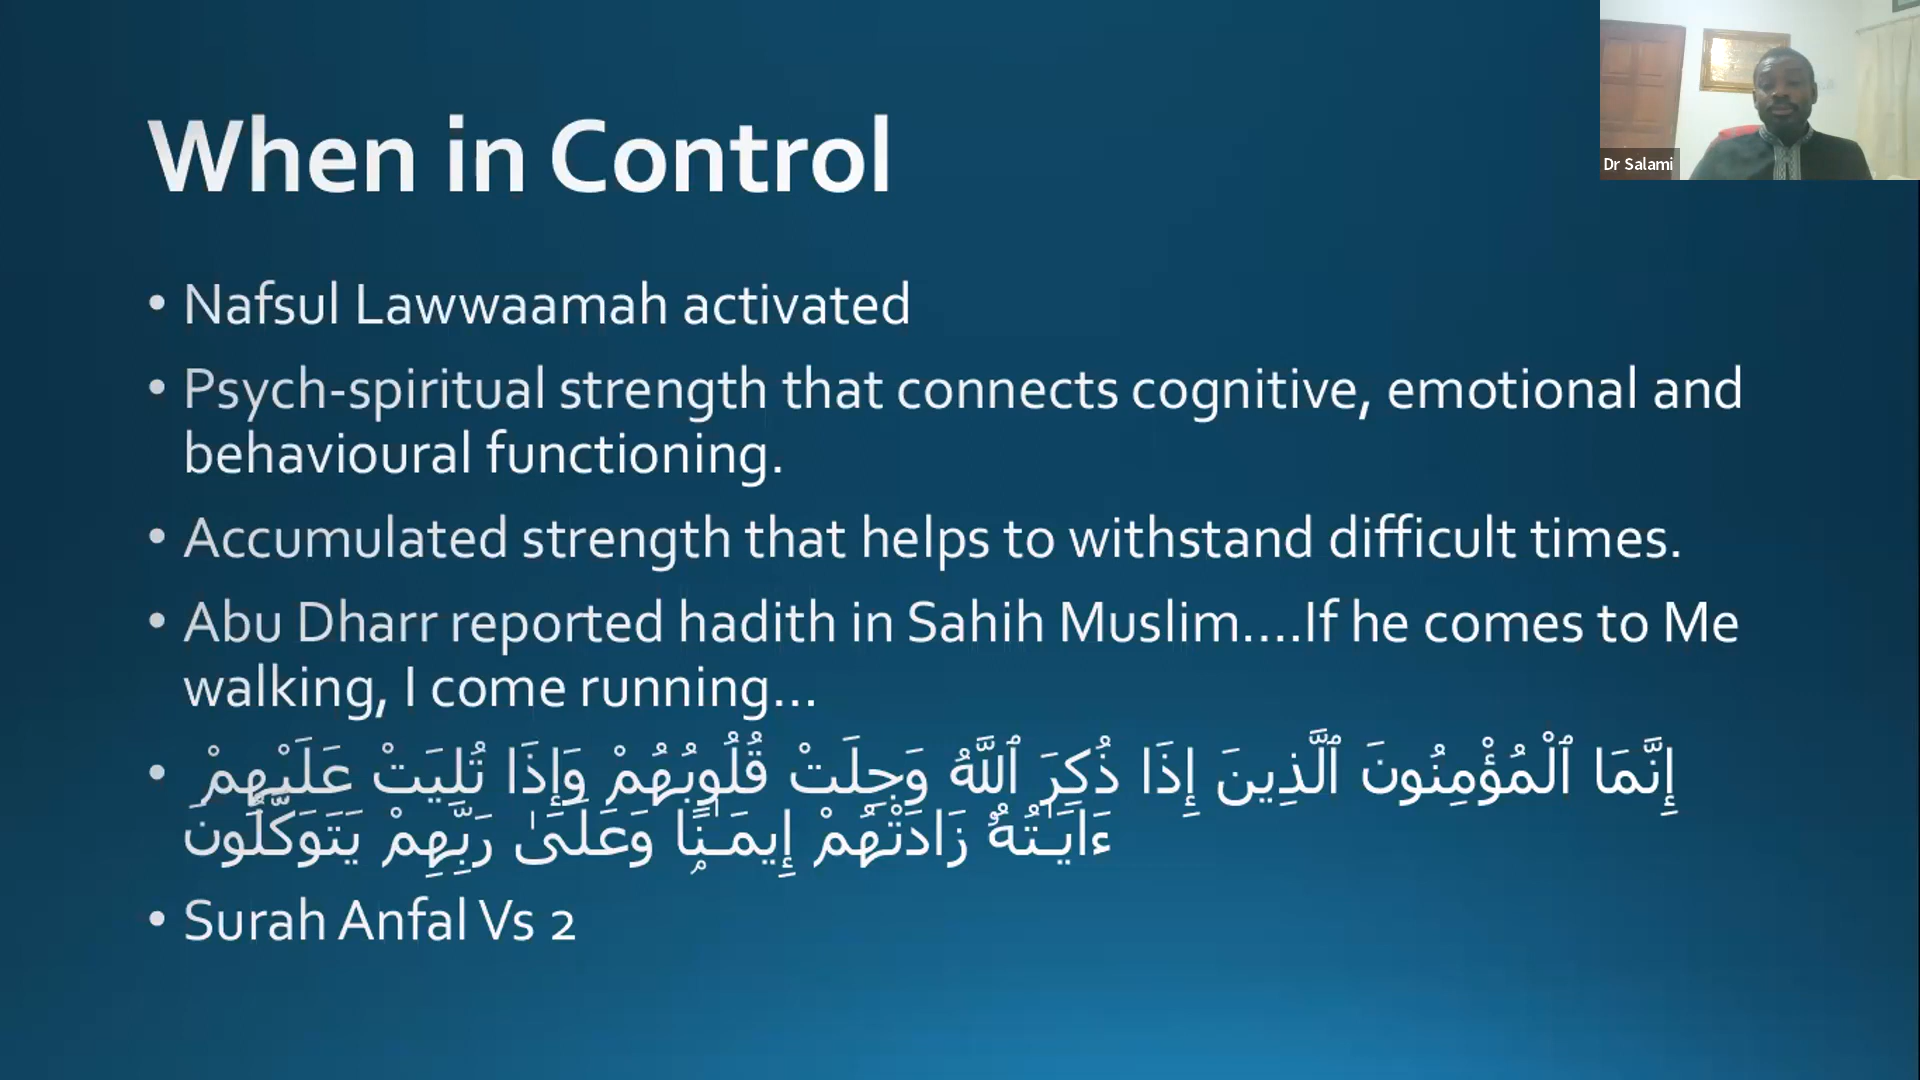 When in Control
Dr Salami
• Nafsul Lawwaamah activated
• Psych-spiritual strength that connects cognitive, emotional and
behavioural functioning.
• Accumulated strength that helps to withstand difficult times.
• Abu Dharr reported hadith in Sahih Muslim....If he comes to Me
walking, I come running...
• إِنَّمَا ٱلْمُؤْمِنُونَ ٱلَّذِينَ إِذَا ذُكِرَ ٱللَّهُ وَجِلَتْ قُلُوبُهُمْ وَإِذَا تُلِيَتْ عَلَيْهِمْ
ءَايَـٰتُهُۥ زَادَتْهُمْ إِيمَـٰنًۭا وَعَلَىٰ رَبِّهِمْ يَتَوَكَّلُونَ
• Surah Anfal Vs 2